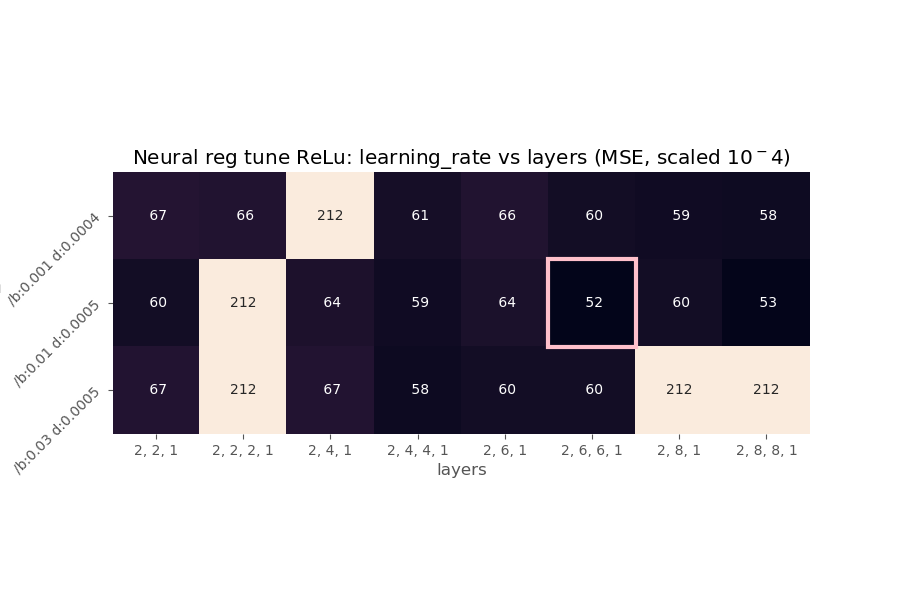 Neural reg tune ReLu: learning_rate vs layers (MSE, scaled 10⁻4)
/b:0.001 d:0.0004 67 66 212 61 66 60 59 58
/b:0.01 d:0.0005 60 212 64 59 64 52 60 53
/b:0.03 d:0.0005 67 212 67 58 60 60 212 212
2, 2, 1 2, 2, 2, 1 2, 4, 1 2, 4, 4, 1 2, 6, 1 2, 6, 6, 1 2, 8, 1 2, 8, 8, 1
layers